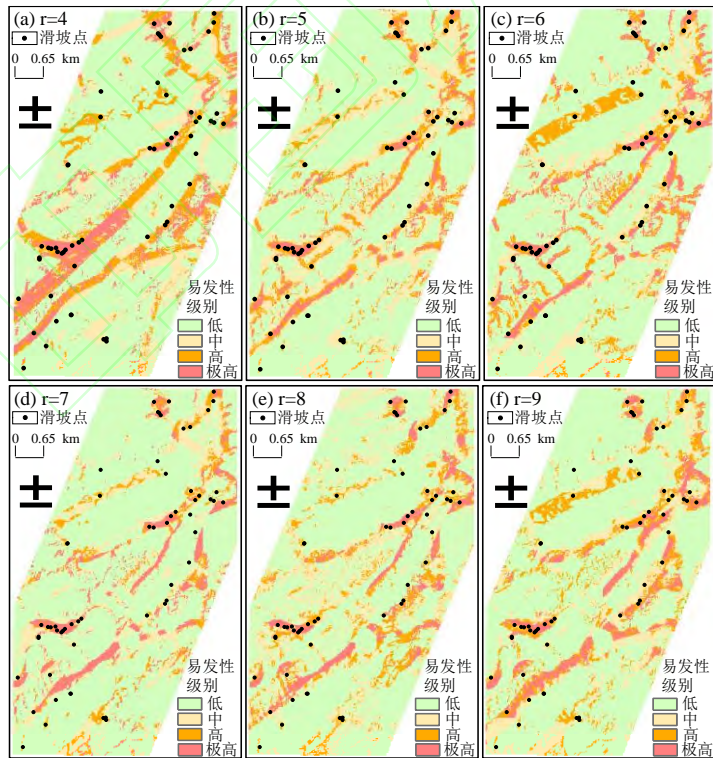 (a) r=4
滑坡点
0 0.65 km
易发性
级别
低
中
高
极高
(b) r=5
滑坡点
0 0.65 km
易发性
级别
低
中
高
极高
(c) r=6
滑坡点
0 0.65 km
易发性
级别
低
中
高
极高
(d) r=7
滑坡点
0 0.65 km
易发性
级别
低
中
高
极高
(e) r=8
滑坡点
0 0.65 km
易发性
级别
低
中
高
极高
(f) r=9
滑坡点
0 0.65 km
易发性
级别
低
中
高
极高